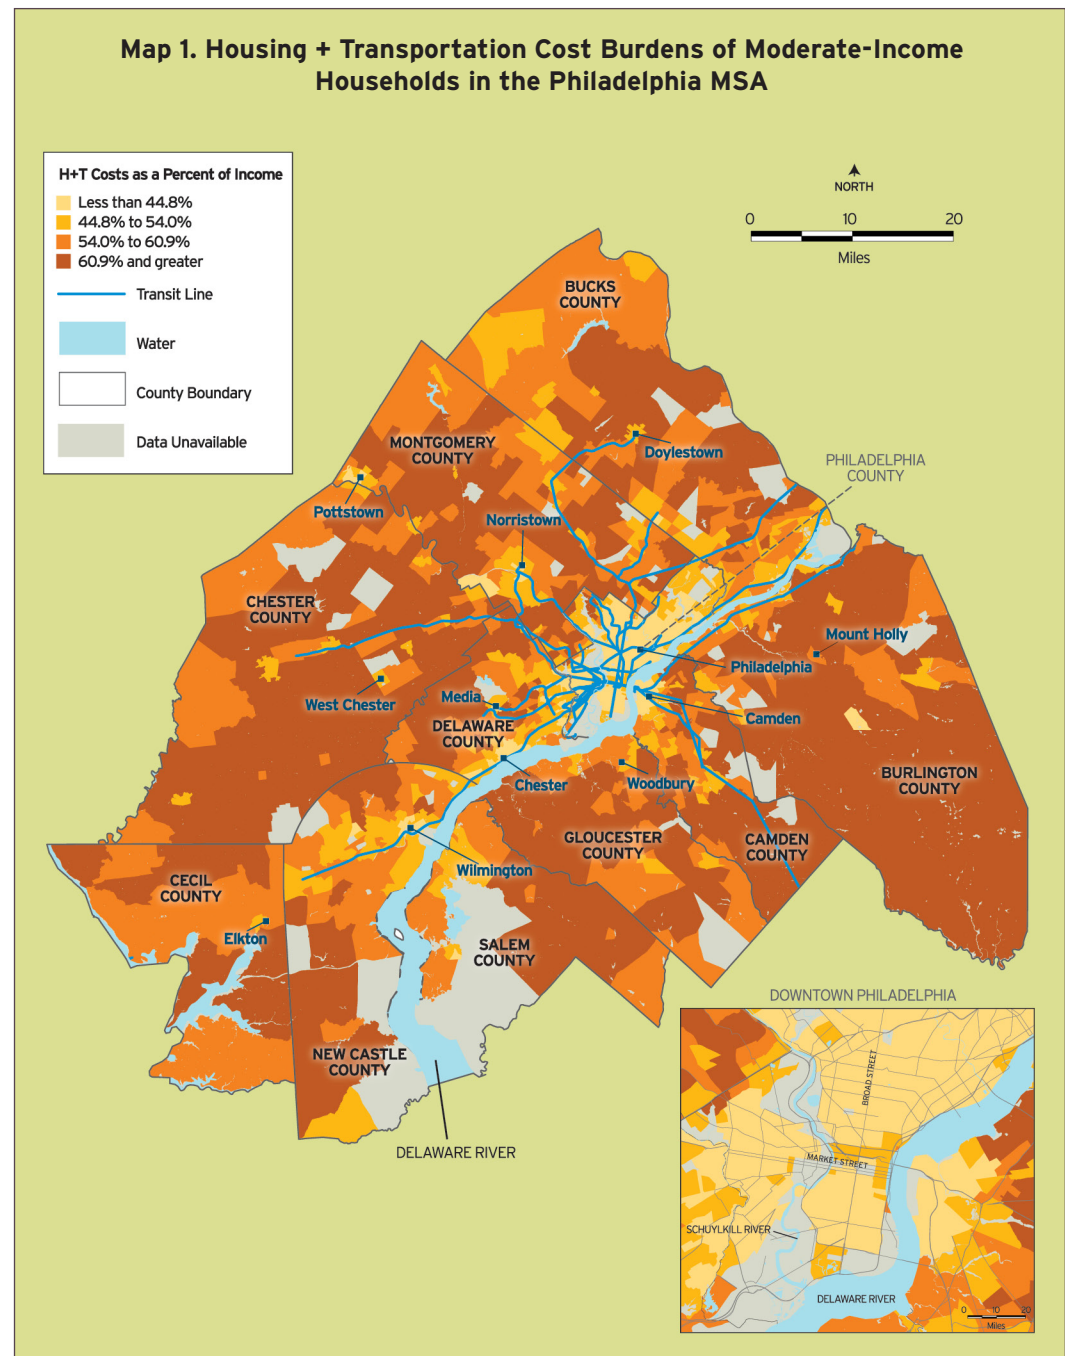 Map 1. Housing + Transportation Cost Burdens of Moderate-Income
Households in the Philadelphia MSA
H+T Costs as a Percent of Income
Less than 44.8%
44.8% to 54.0%
54.0% to 60.9%
60.9% and greater
Transit Line
Water
County Boundary
Data Unavailable
NORTH
0 10 20
Miles
BUCKS
COUNTY
MONTGOMERY
COUNTY
Doylestown
PHILADELPHIA
COUNTY
Pottstown
Norristown
CHESTER
COUNTY
Mount Holly
Philadelphia
West Chester
Media
Camden
DELAWARE
COUNTY
Chester
Woodbury
BURLINGTON
COUNTY
GLOUCESTER
COUNTY
CAMDEN
COUNTY
Wilmington
CECIL
COUNTY
Elkton
SALEM
COUNTY
NEW CASTLE
COUNTY
DELAWARE RIVER
DOWNTOWN PHILADELPHIA
BROAD STREET
MARKET STREET
SCHUYLKILL RIVER
DELAWARE RIVER
0 10 20
Miles